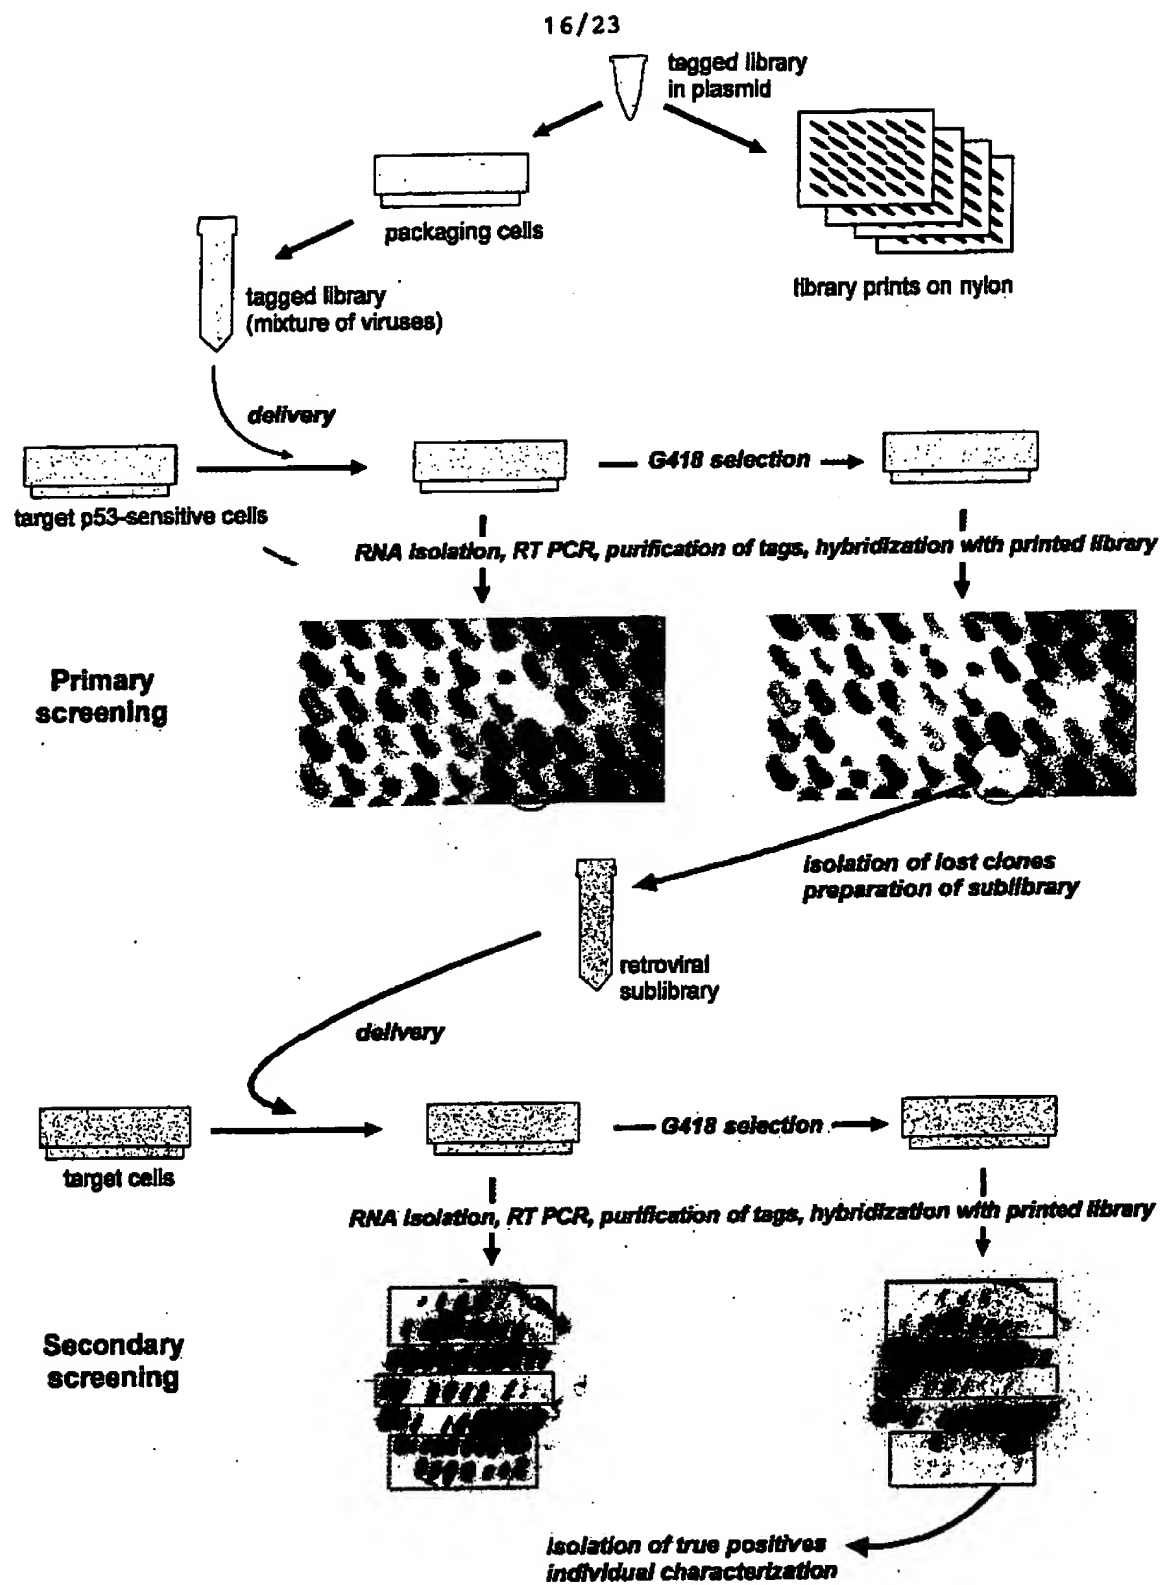 16/23
tagged library
in plasmid
packaging cells
library prints on nylon
tagged library
(mixture of viruses)
delivery
G418 selection
target p53-sensitive cells
RNA isolation, RT PCR, purification of tags, hybridization with printed library
Primary
screening
isolation of lost clones
preparation of sublibrary
retroviral
sublibrary
delivery
G418 selection
target cells
RNA isolation, RT PCR, purification of tags, hybridization with printed library
Secondary
screening
isolation of true positives
individual characterization